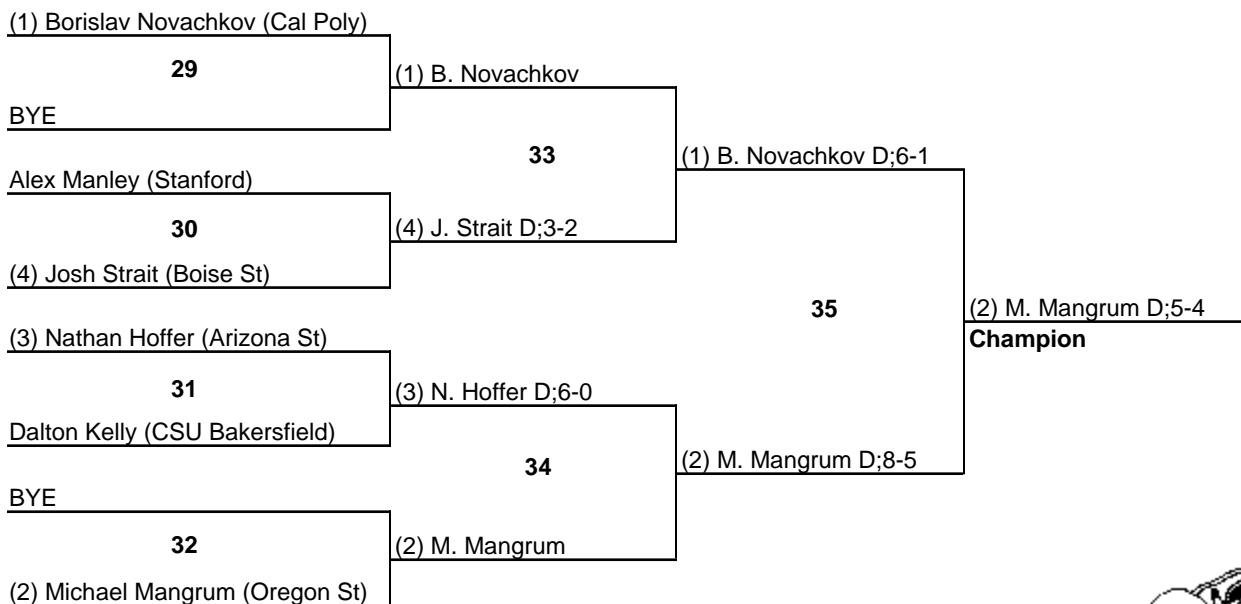 (1) Borislav Novachkov (Cal Poly)
29
(1) B. Novachkov
BYE
33
(1) B. Novachkov D;6-1
Alex Manley (Stanford)
30
(4) J. Strait D;3-2
(4) Josh Strait (Boise St)
35
(2) M. Mangrum D;5-4
Champion
(3) Nathan Hoffer (Arizona St)
31
(3) N. Hoffer D;6-0
Dalton Kelly (CSU Bakersfield)
34
(2) M. Mangrum D;8-5
BYE
32
(2) M. Mangrum
(2) Michael Mangrum (Oregon St)